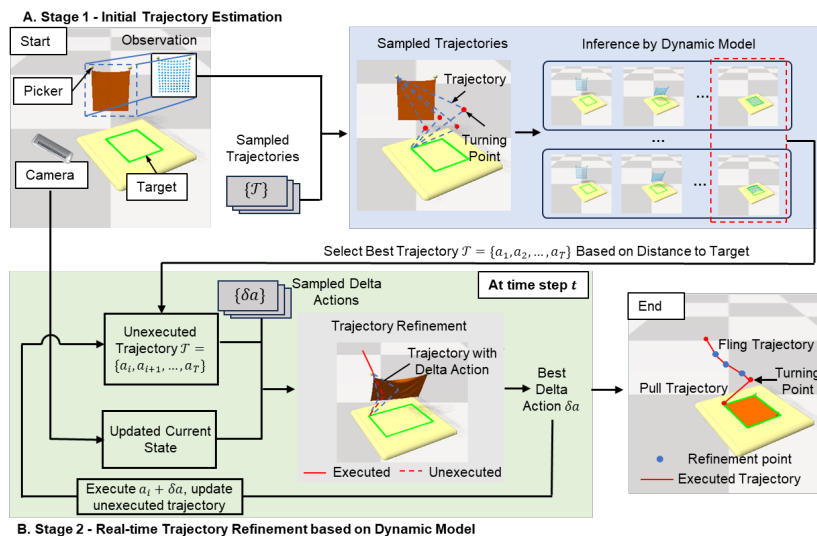 A. Stage 1 - Initial Trajectory Estimation
Start
Observation
Picker
Camera
Target
Sampled
Trajectories
{𝒯}
Sampled Trajectories
Trajectory
Turning
Point
Inference by Dynamic Model
...
...
...
Select Best Trajectory 𝒯 = {a₁, a₂, ..., a_T} Based on Distance to Target
At time step t
{δa}
Sampled Delta
Actions
Unexecuted
Trajectory 𝒯 =
{aᵢ, aᵢ₊₁, ..., a_T}
Updated Current
State
Trajectory Refinement
Trajectory with
Delta Action
Executed
Unexecuted
Best
Delta
Action δa
Execute aᵢ + δa, update
unexecuted trajectory
End
Fling Trajectory
Turning
Point
Pull Trajectory
Refinement point
Executed Trajectory
B. Stage 2 - Real-time Trajectory Refinement based on Dynamic Model